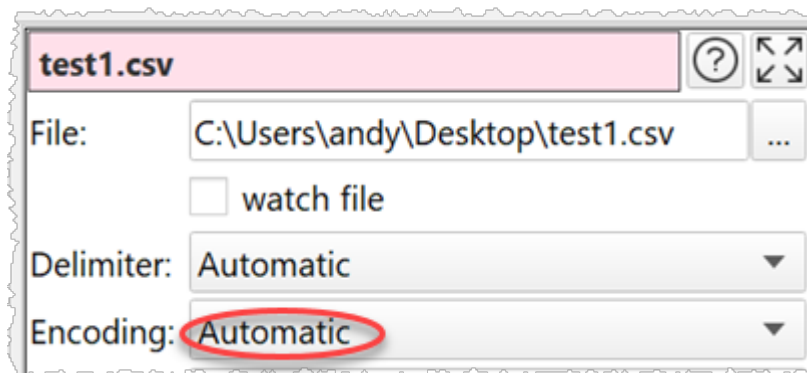 test1.csv ?
File: C:\Users\andy\Desktop\test1.csv ...
watch file
Delimiter: Automatic
Encoding: Automatic